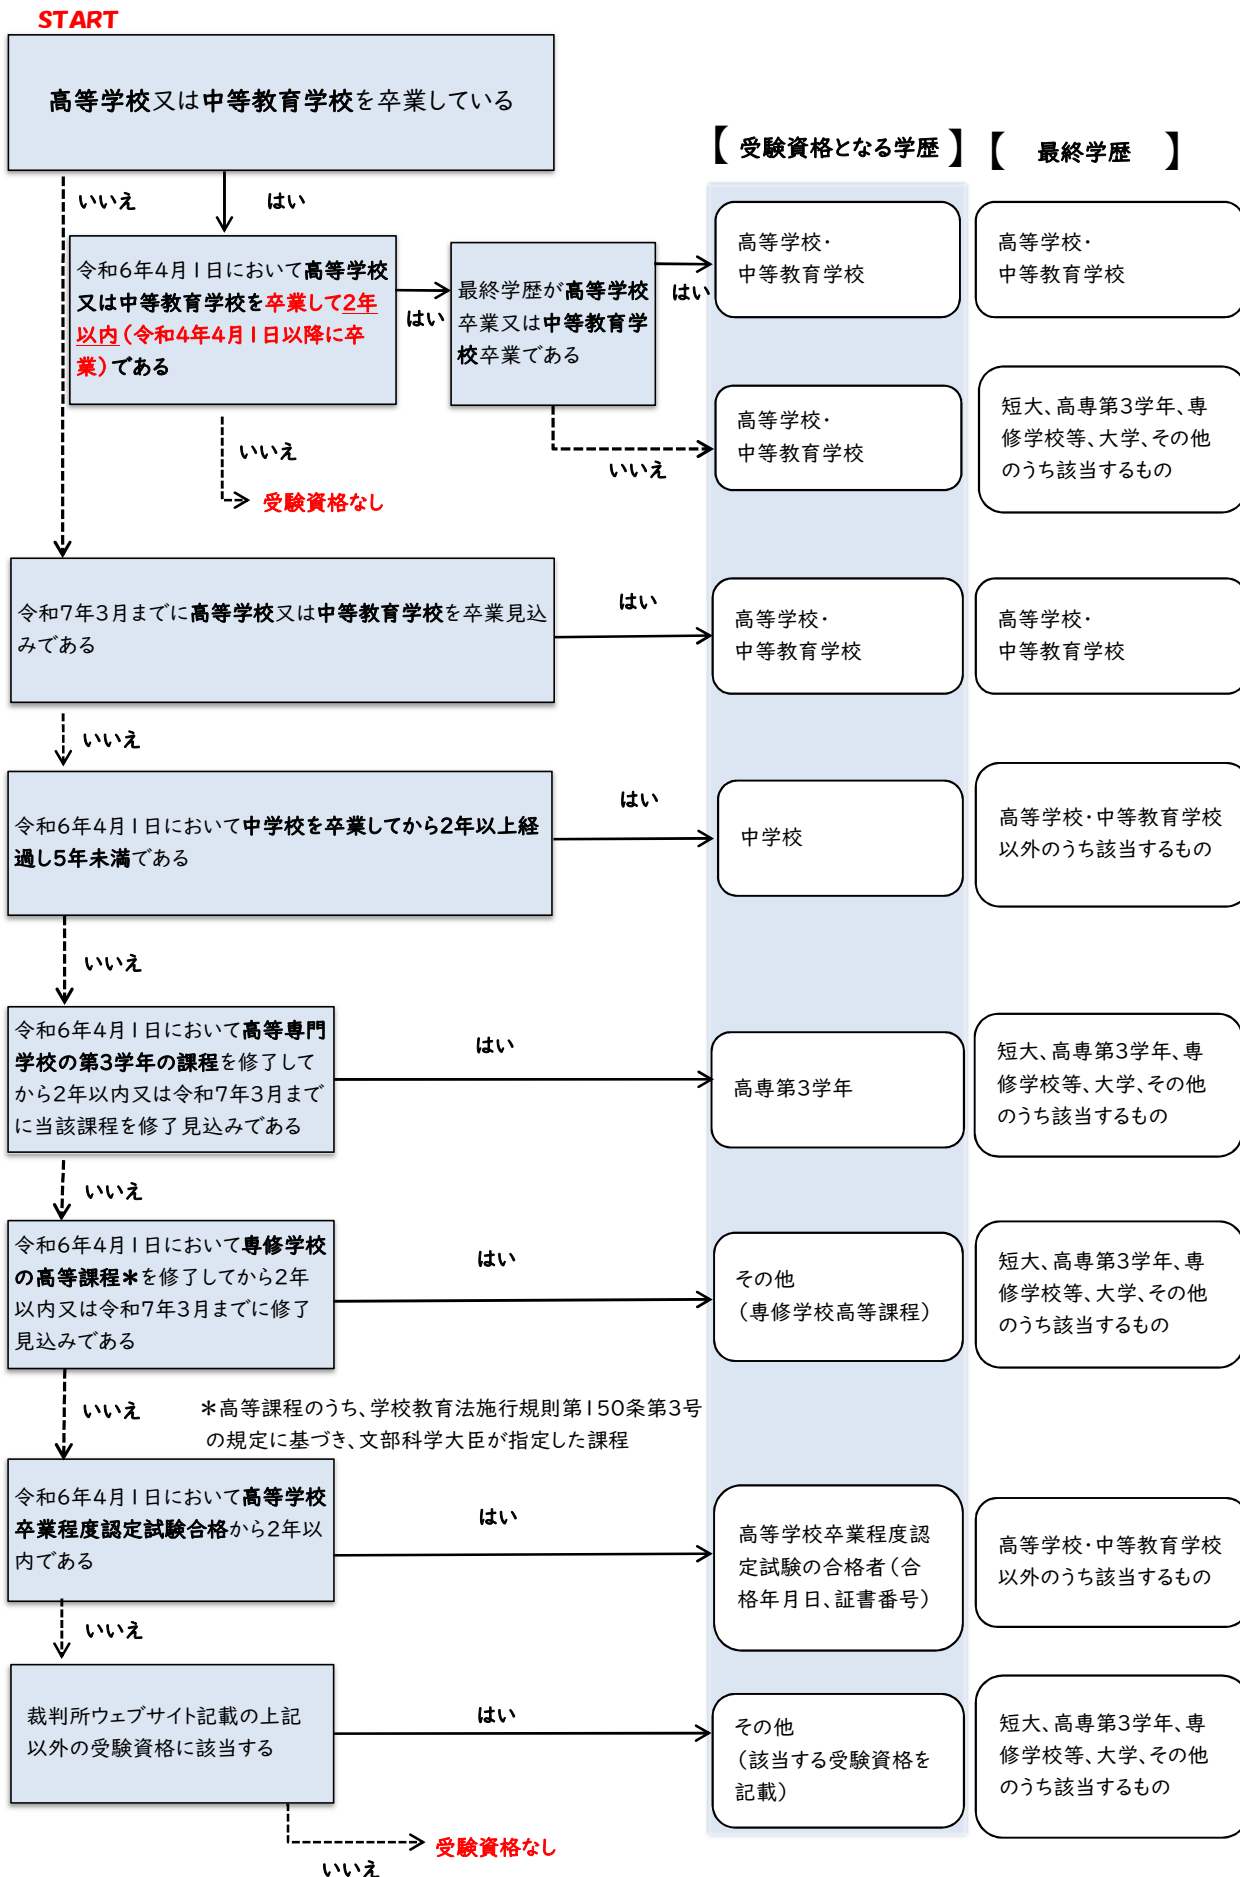 START
高等学校又は中等教育学校を卒業している
【 受験資格となる学歴 】
【 最終学歴 】
いいえ
はい
令和6年4月1日において高等学校
又は中等教育学校を卒業して2年
以内(令和4年4月1日以降に卒
業)である
はい
最終学歴が高等学校
卒業又は中等教育学
校卒業である
はい
高等学校・
中等教育学校
高等学校・
中等教育学校
いいえ
受験資格なし
いいえ
高等学校・
中等教育学校
短大、高専第3学年、専
修学校等、大学、その他
のうち該当するもの
令和7年3月までに高等学校又は中等教育学校を卒業見込
みである
はい
高等学校・
中等教育学校
高等学校・
中等教育学校
いいえ
令和6年4月1日において中学校を卒業してから2年以上経
過し5年未満である
はい
中学校
高等学校・中等教育学校
以外のうち該当するもの
いいえ
令和6年4月1日において高等専門
学校の第3学年の課程を修了して
から2年以内又は令和7年3月まで
に当該課程を修了見込みである
はい
高専第3学年
短大、高専第3学年、専
修学校等、大学、その他
のうち該当するもの
いいえ
令和6年4月1日において専修学校
の高等課程＊を修了してから2年
以内又は令和7年3月までに修了
見込みである
はい
その他
(専修学校高等課程)
短大、高専第3学年、専
修学校等、大学、その他
のうち該当するもの
いいえ
＊高等課程のうち、学校教育法施行規則第150条第3号
の規定に基づき、文部科学大臣が指定した課程
令和6年4月1日において高等学校
卒業程度認定試験合格から2年以
内である
はい
高等学校卒業程度認
定試験の合格者(合
格年月日、証書番号)
高等学校・中等教育学校
以外のうち該当するもの
いいえ
裁判所ウェブサイト記載の上記
以外の受験資格に該当する
はい
その他
(該当する受験資格を
記載)
短大、高専第3学年、専
修学校等、大学、その他
のうち該当するもの
いいえ
受験資格なし